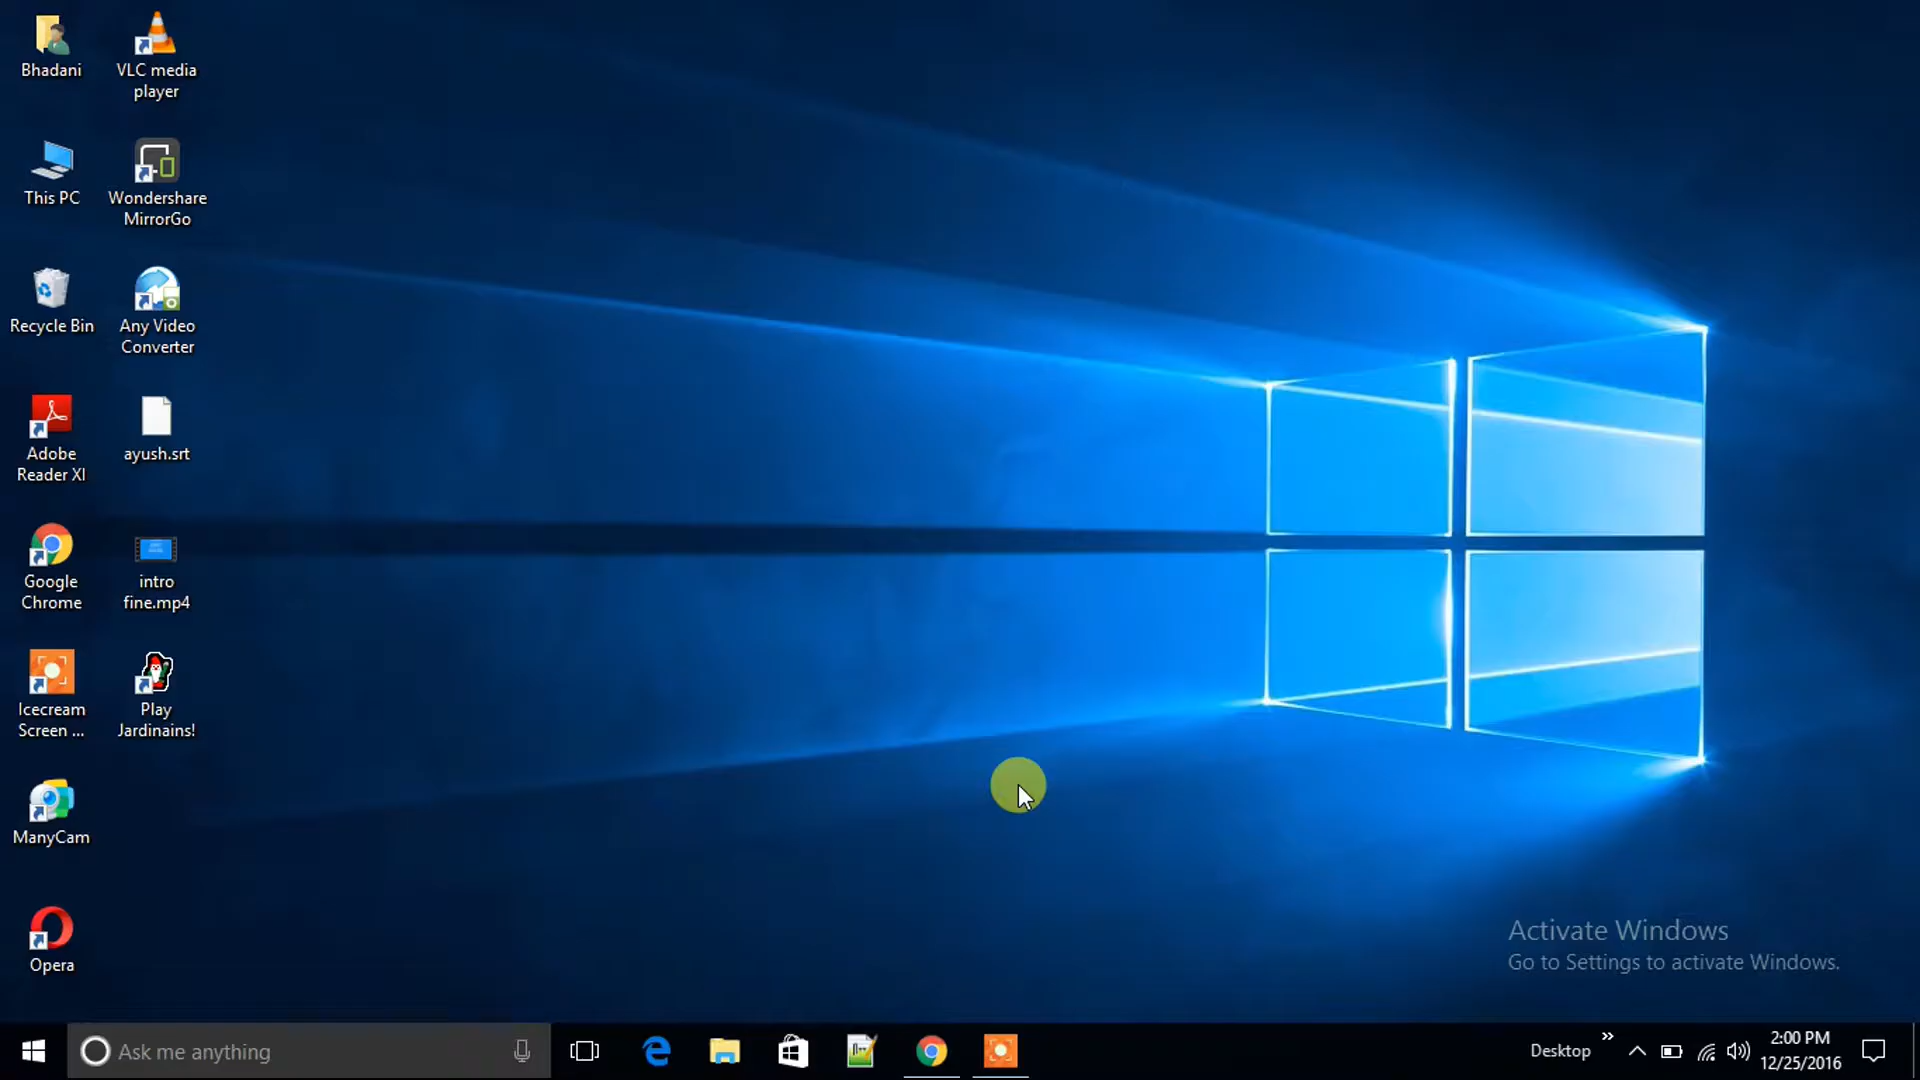 Bhadani
VLC media
player
This PC
Wondershare
MirrorGo
Recycle Bin
Any Video
Converter
Adobe
Reader XI
ayush.srt
Google
Chrome
intro
fine.mp4
Icecream
Screen ...
Play
Jardinains!
ManyCam
Opera
Activate Windows
Go to Settings to activate Windows.
Ask me anything
Desktop
2:00 PM
12/25/2016